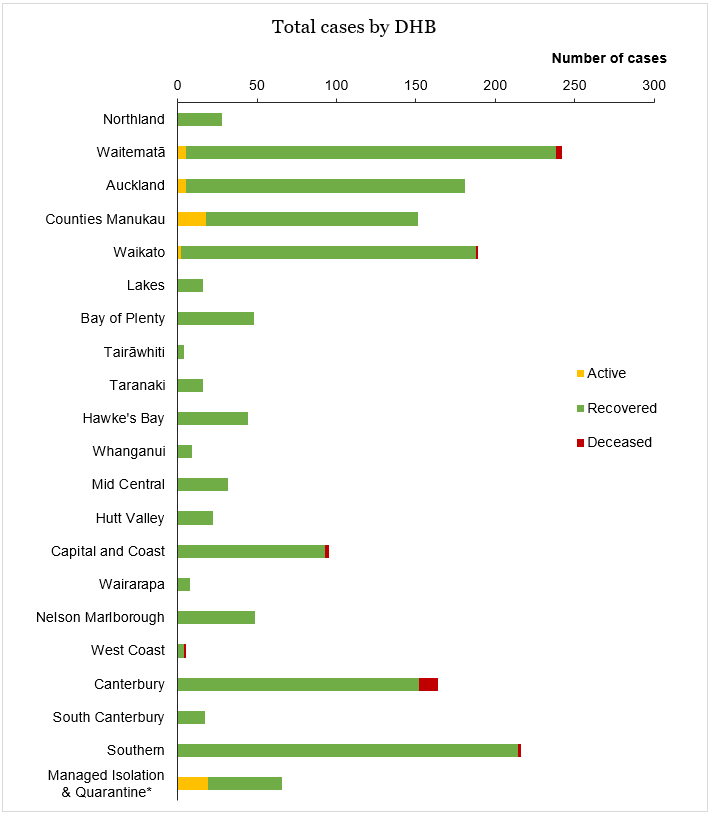 Total cases by DHB
Number of cases
0 50 100 150 200 250 300
Northland
Waitematā
Auckland
Counties Manukau
Waikato
Lakes
Bay of Plenty
Tairāwhiti
Taranaki
Hawke's Bay
Whanganui
Mid Central
Hutt Valley
Capital and Coast
Wairarapa
Nelson Marlborough
West Coast
Canterbury
South Canterbury
Southern
Managed Isolation
& Quarantine*
Active
Recovered
Deceased